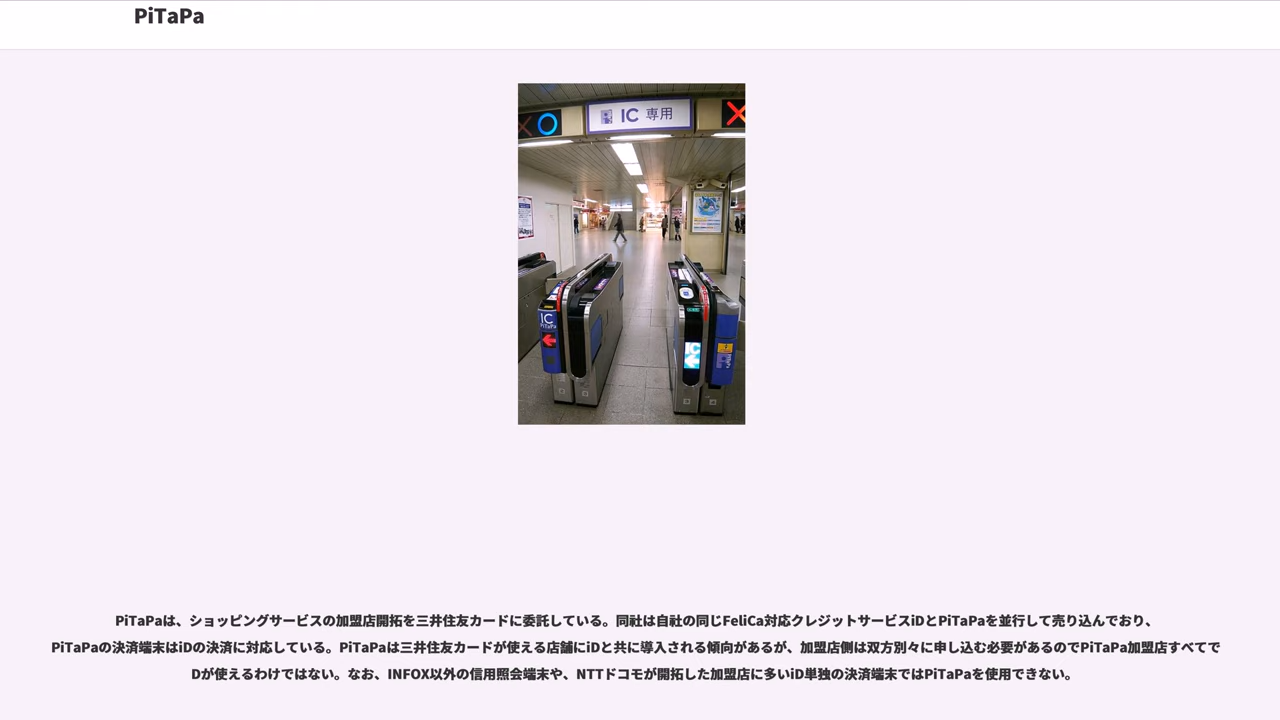 PiTaPa
IC 専用
IC
PiTaPa
IC
PiTaPaは、ショッピングサービスの加盟店開拓を三井住友カードに委託している。同社は自社の同じFeliCa対応クレジットサービスiDとPiTaPaを並行して売り込んでおり、
PiTaPaの決済端末はiDの決済に対応している。PiTaPaは三井住友カードが使える店舗にiDと共に導入される傾向があるが、加盟店側は双方別々に申し込む必要があるのでPiTaPa加盟店すべてで
Dが使えるわけではない。なお、INFOX以外の信用照会端末や、NTTドコモが開拓した加盟店に多いiD単独の決済端末ではPiTaPaを使用できない。